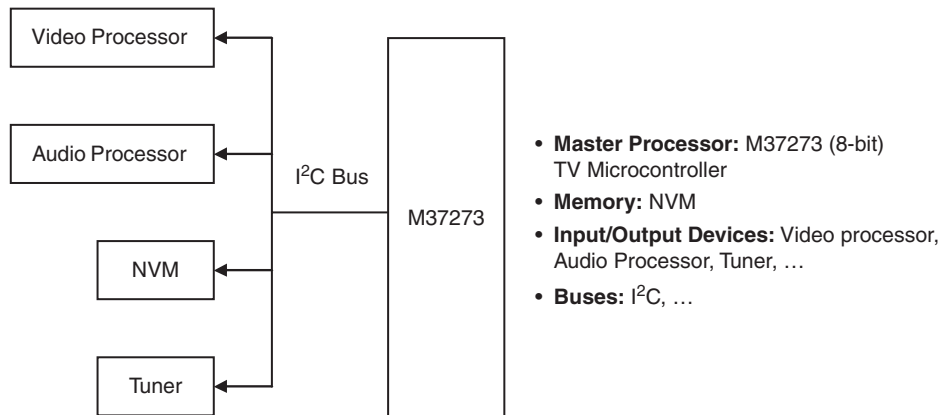 Video Processor
Audio Processor
NVM
Tuner
I²C Bus
M37273
• Master Processor: M37273 (8-bit)
TV Microcontroller
• Memory: NVM
• Input/Output Devices: Video processor,
Audio Processor, Tuner, …
• Buses: I²C, …